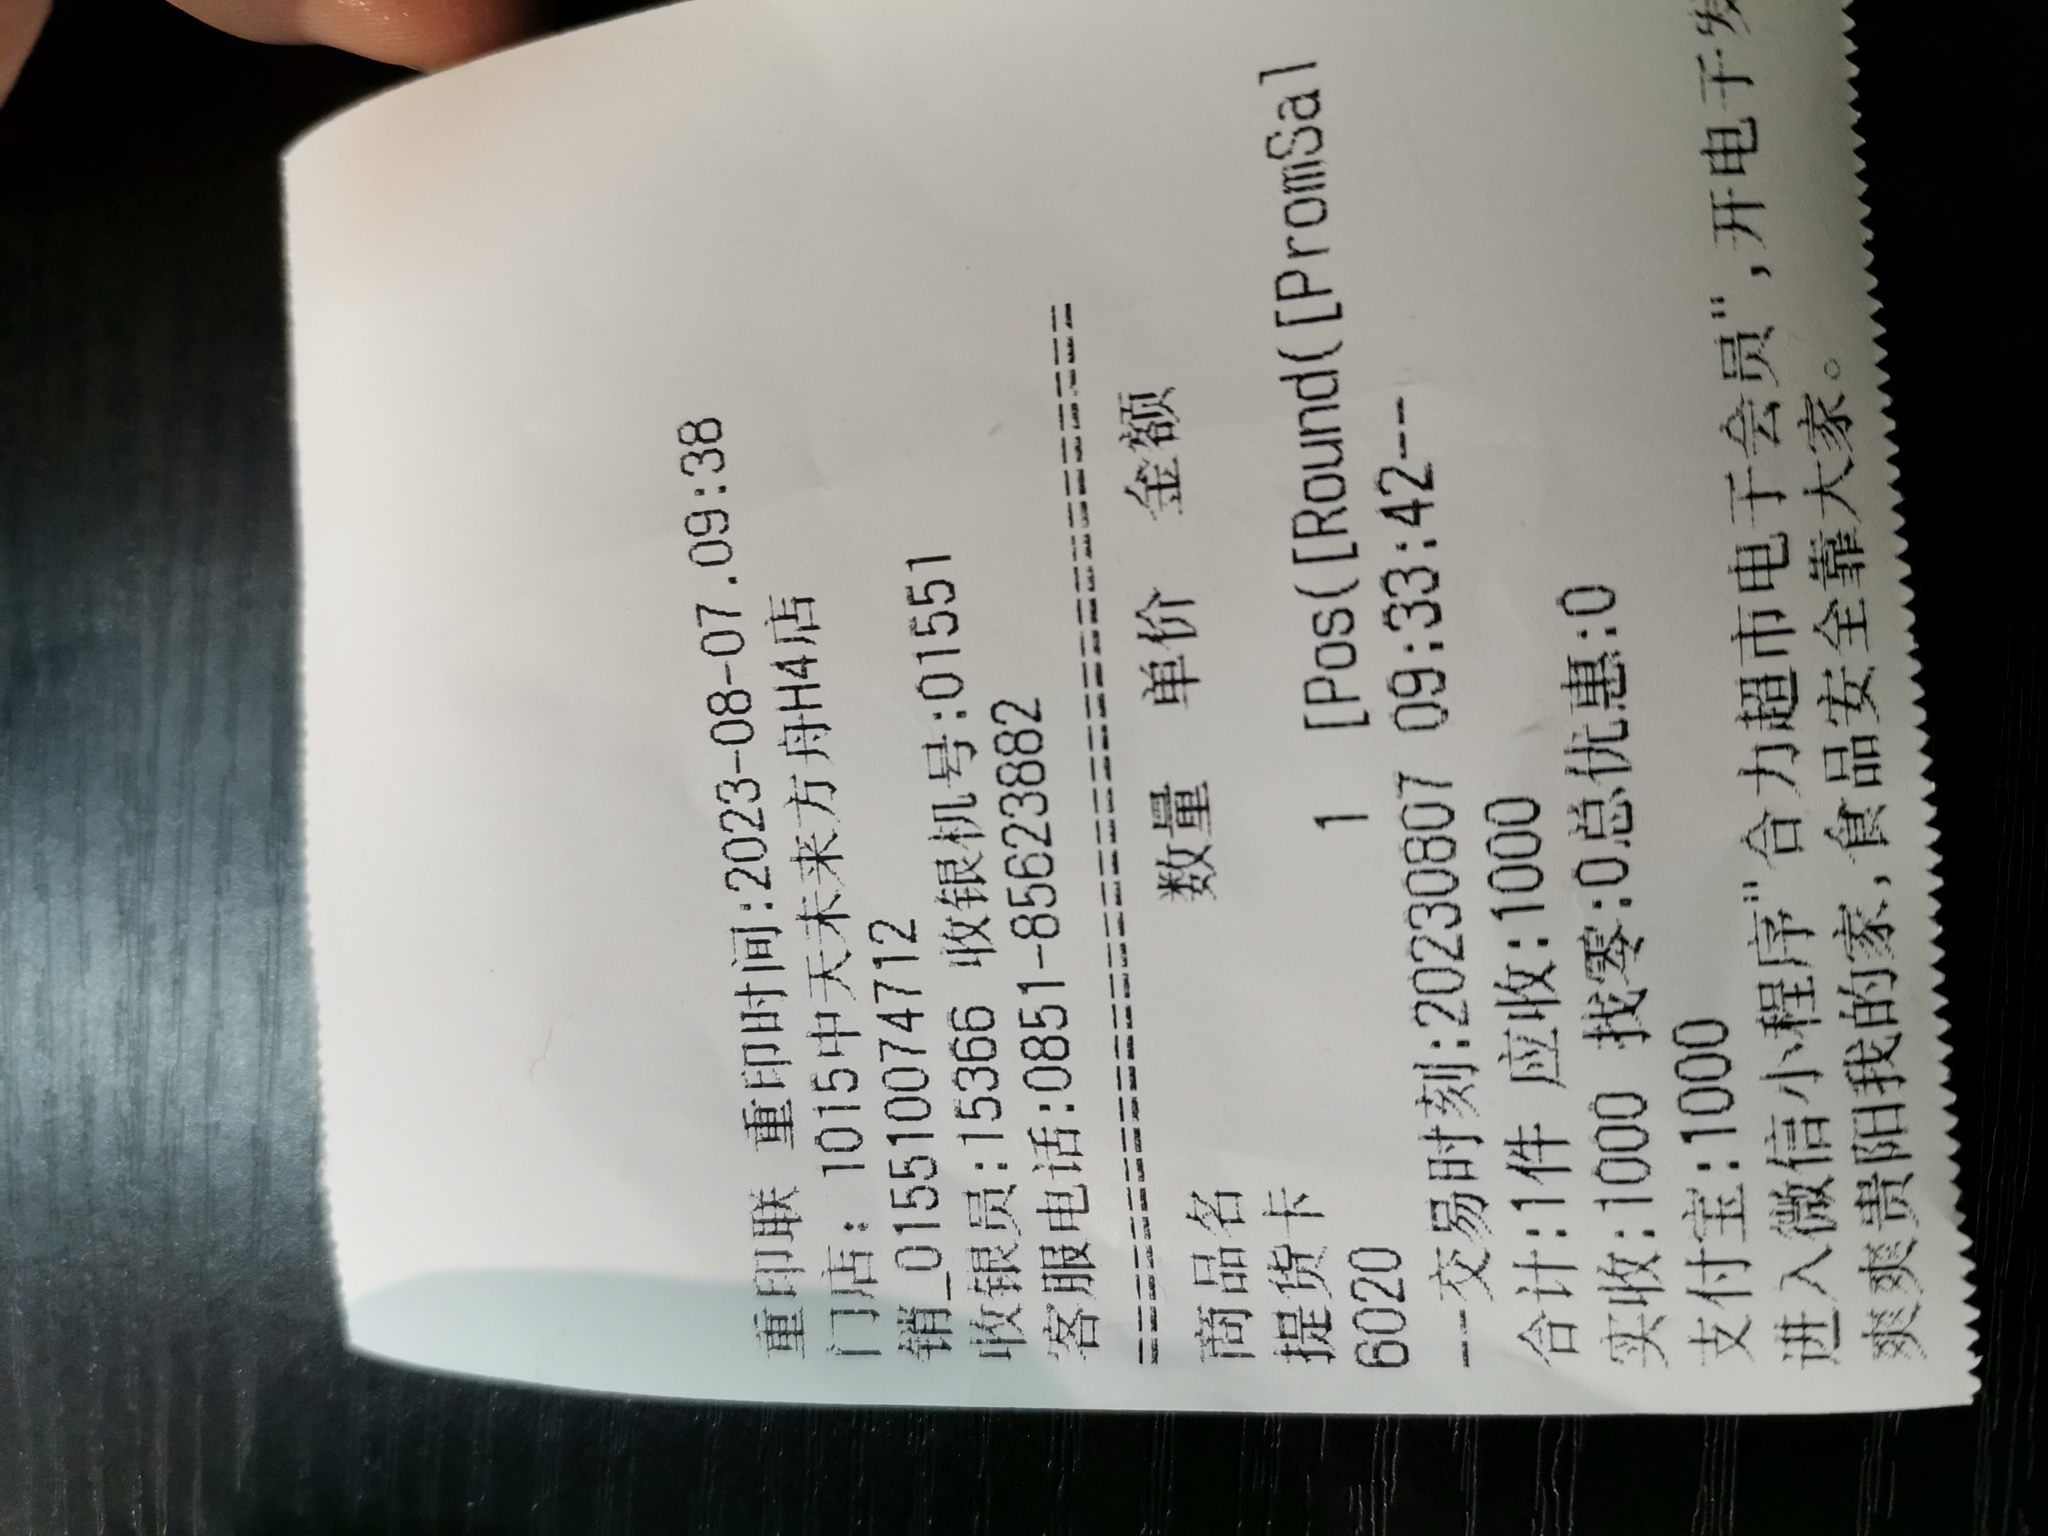 重印联 重印时间:2023-08-07.09:38
门店: 1015中天未来方舟H4店
销_015510074712
收银员:15366 收银机号:01551
客服电话:0851-85623882
================================
商品名 数量 单价 金额
提货卡
6020 1 [Pos([Round([PromSal
--交易时刻:20230807 09:33:42--
合计:1件 应收:1000
实收:1000 找零:0总优惠:0
支付宝:1000
进入微信小程序"合力超市电子会员",开电子发
爽爽贵阳我的家,食品安全靠大家。